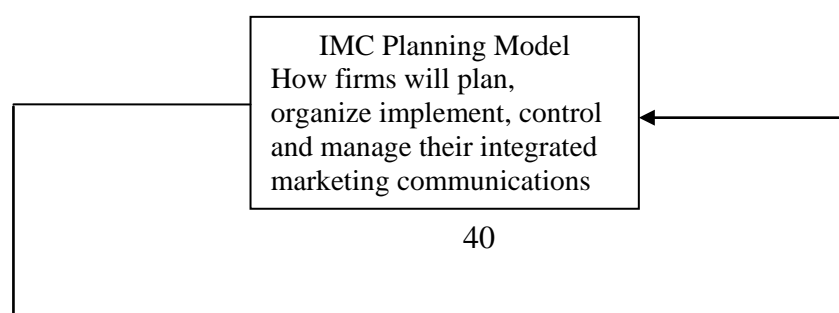 IMC Planning Model
How firms will plan,
organize implement, control
and manage their integrated
marketing communications
40